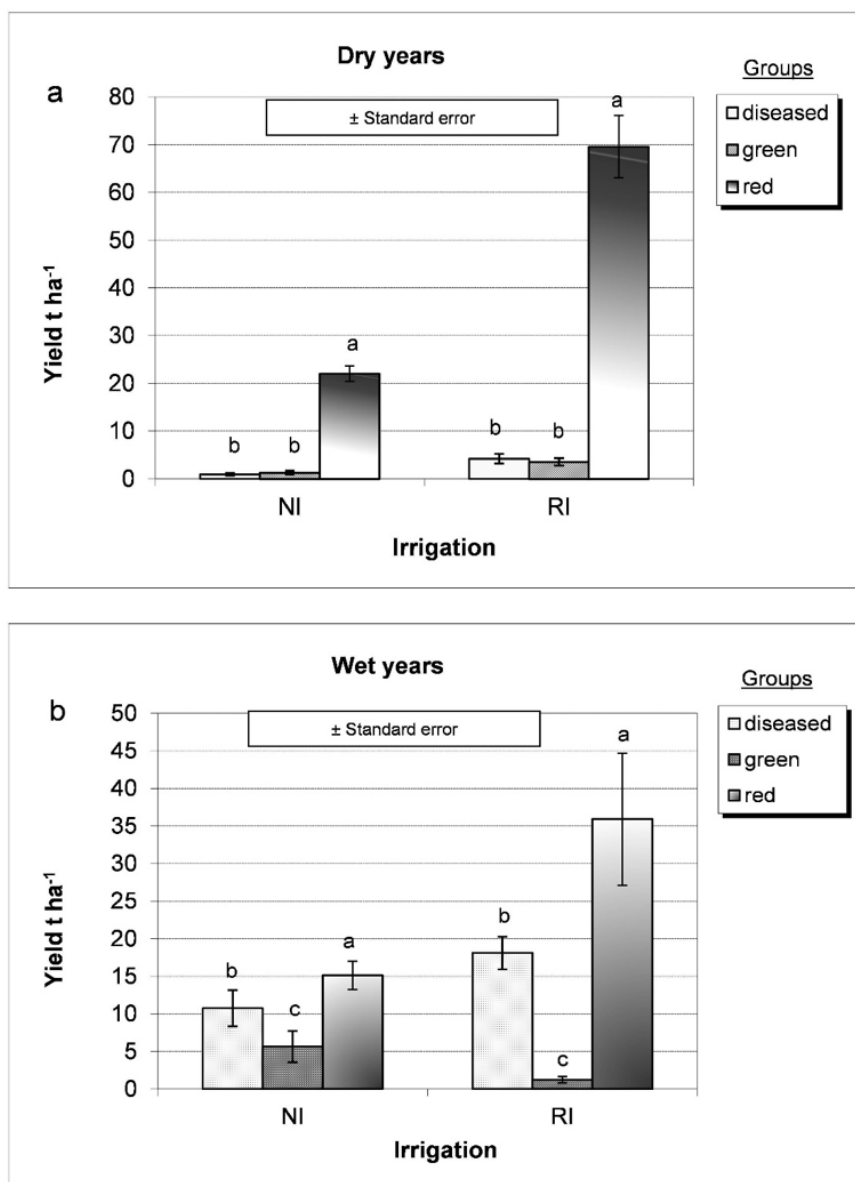 Dry years
a
Groups
diseased
green
red
± Standard error
80
70
60
50
40
30
20
10
0
Yield t ha⁻¹
b
b
a
b
b
a
NI
RI
Irrigation
Wet years
b
Groups
diseased
green
red
± Standard error
50
45
40
35
30
25
20
15
10
5
0
Yield t ha⁻¹
b
c
a
b
c
a
NI
RI
Irrigation